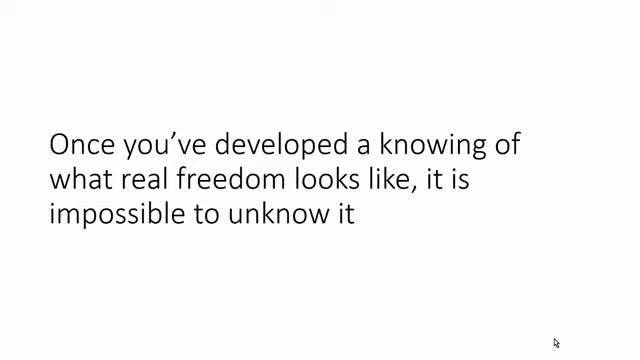 Once you’ve developed a knowing of
what real freedom looks like, it is
impossible to unknow it